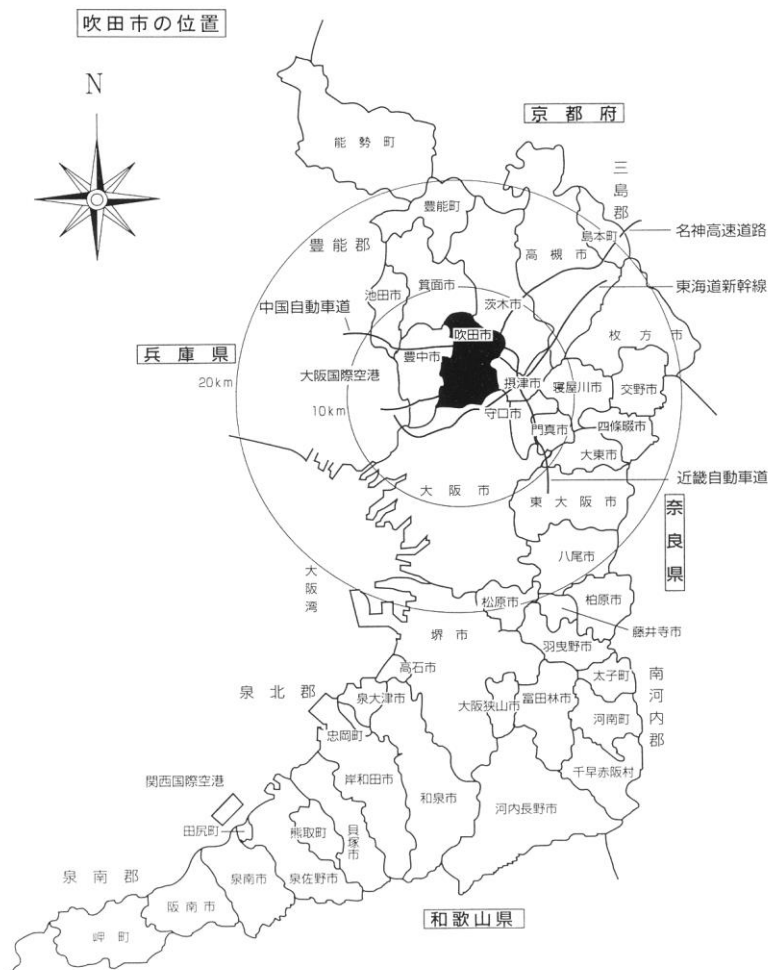 吹田市の位置
N
京都府
能勢町
三島郡
豊能町
島本町
名神高速道路
豊能郡
高槻市
箕面市
池田市
茨木市
東海道新幹線
中国自動車道
吹田市
枚方市
兵庫県
豊中市
大阪国際空港
20km
摂津市
寝屋川市
交野市
10km
守口市
門真市
四條畷市
大東市
近畿自動車道
大阪市
東大阪市
奈良県
八尾市
大阪湾
松原市
柏原市
藤井寺市
堺市
羽曳野市
高石市
太子町
南河内郡
泉北郡
泉大津市
大阪狭山市
富田林市
河南町
忠岡町
千早赤阪村
関西国際空港
岸和田市
和泉市
河内長野市
田尻町
熊取町
貝塚市
泉南郡
泉南市
泉佐野市
阪南市
和歌山県
岬町